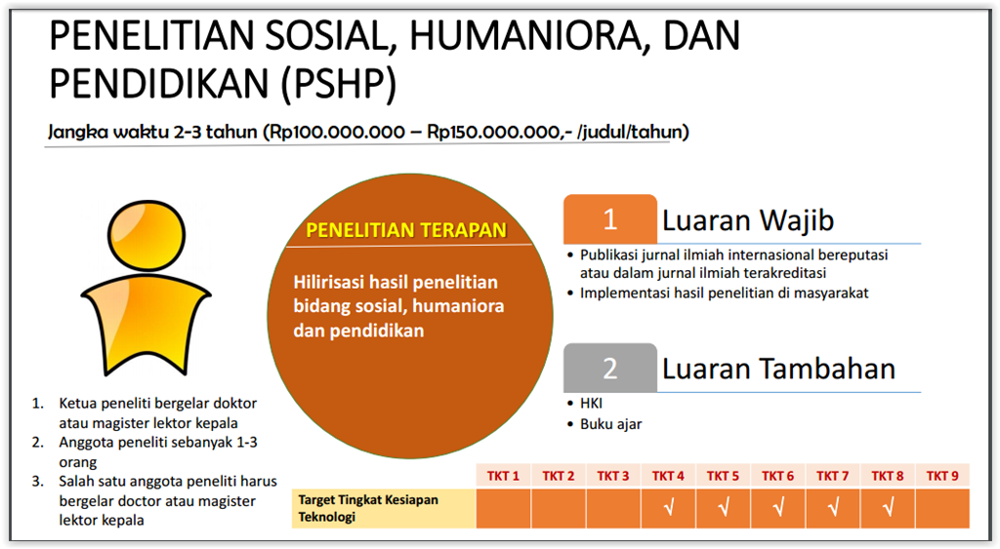 PENELITIAN SOSIAL, HUMANIORA, DAN
PENDIDIKAN (PSHP)
Jangka waktu 2-3 tahun (Rp100.000.000 – Rp150.000.000,- /judul/tahun)
PENELITIAN TERAPAN
Hilirisasi hasil penelitian
bidang sosial, humaniora
dan pendidikan
1 Luaran Wajib
• Publikasi jurnal ilmiah internasional bereputasi
atau dalam jurnal ilmiah terakreditasi
• Implementasi hasil penelitian di masyarakat
2 Luaran Tambahan
• HKI
• Buku ajar
1. Ketua peneliti bergelar doktor
atau magister lektor kepala
2. Anggota peneliti sebanyak 1-3
orang
3. Salah satu anggota peneliti harus
bergelar doctor atau magister
lektor kepala
TKT 1 TKT 2 TKT 3 TKT 4 TKT 5 TKT 6 TKT 7 TKT 8 TKT 9
Target Tingkat Kesiapan
Teknologi
√ √ √ √ √